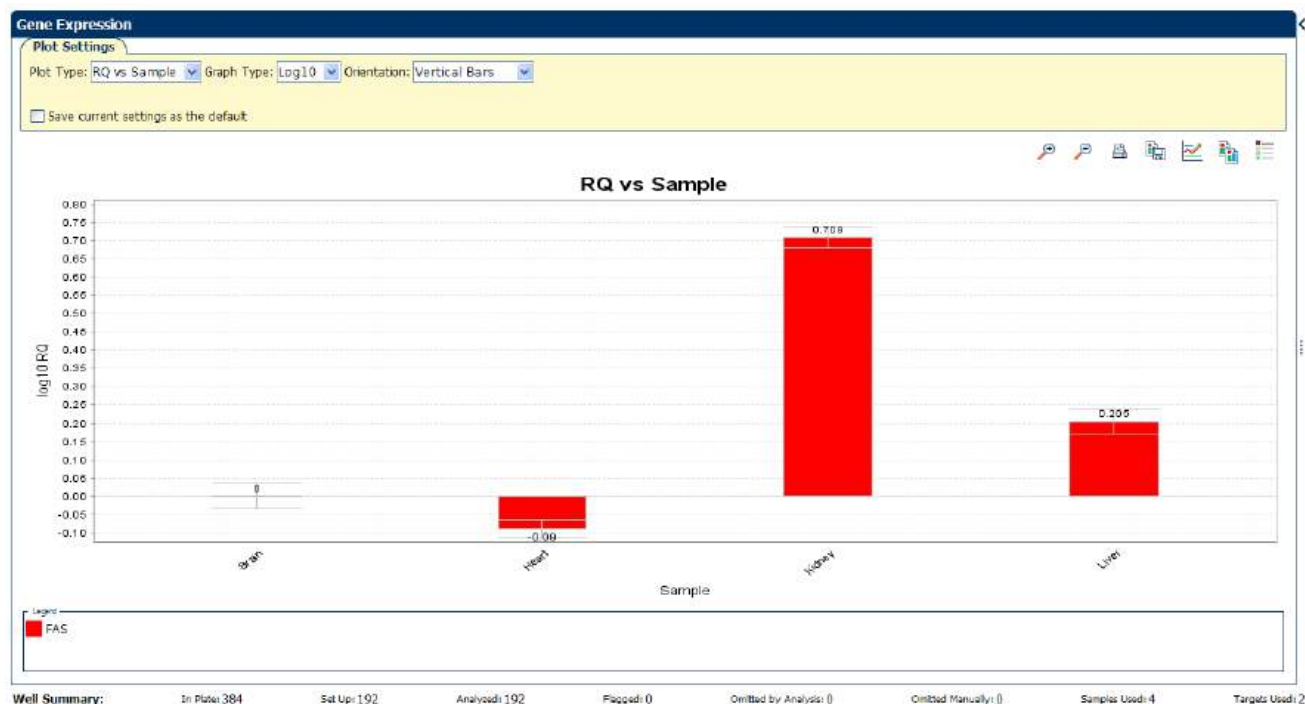 Gene Expression
Plot Settings
Plot Type: RQ vs Sample Graph Type: Log10 Orientation: Vertical Bars
Save current settings as the default
RQ vs Sample
0.80
0.75
0.70
0.65
0.60
0.55
0.50
0.45
0.40
0.35
0.30
0.25
0.20
0.15
0.10
0.05
0.00
-0.05
-0.10
log10 RQ
0
-0.09
0.709
0.205
Brain
Heart
Kidney
Liver
Sample
Legend
FAS
Well Summary: In Plate: 384 Set Up: 192 Analyzed: 192 Flagged: 0 Omitted by Analysis: 0 Omitted Manually: 0 Samples Used: 4 Targets Used: 2